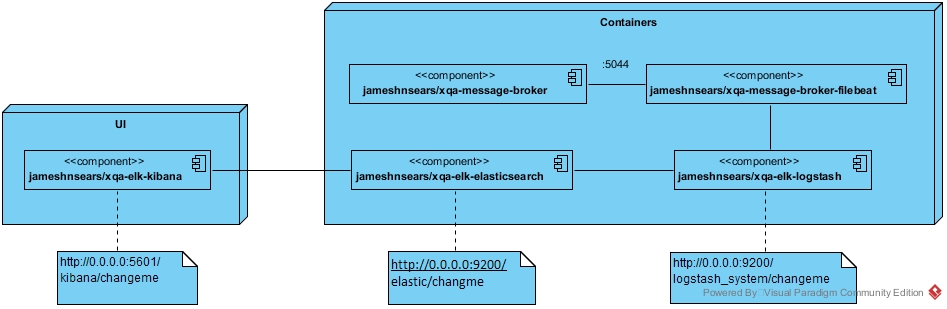 Containers
:5044
<<component>>
jameshnsears/xqa-message-broker
<<component>>
jameshnsears/xqa-message-broker-filebeat
UI
<<component>>
jameshnsears/xqa-elk-kibana
<<component>>
jameshnsears/xqa-elk-elasticsearch
<<component>>
jameshnsears/xqa-elk-logstash
http://0.0.0.0:5601/
kibana/changeme
http://0.0.0.0:9200/
elastic/changme
http://0.0.0.0:9200/
logstash_system/changeme
Powered By Visual Paradigm Community Edition